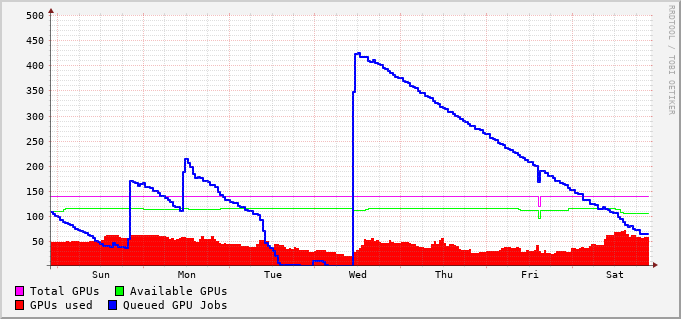 500
450
400
350
300
250
200
150
100
50
Sun Mon Tue Wed Thu Fri Sat
Total GPUs Available GPUs
GPUs used Queued GPU Jobs
RRDTOOL / TOBI OETIKER